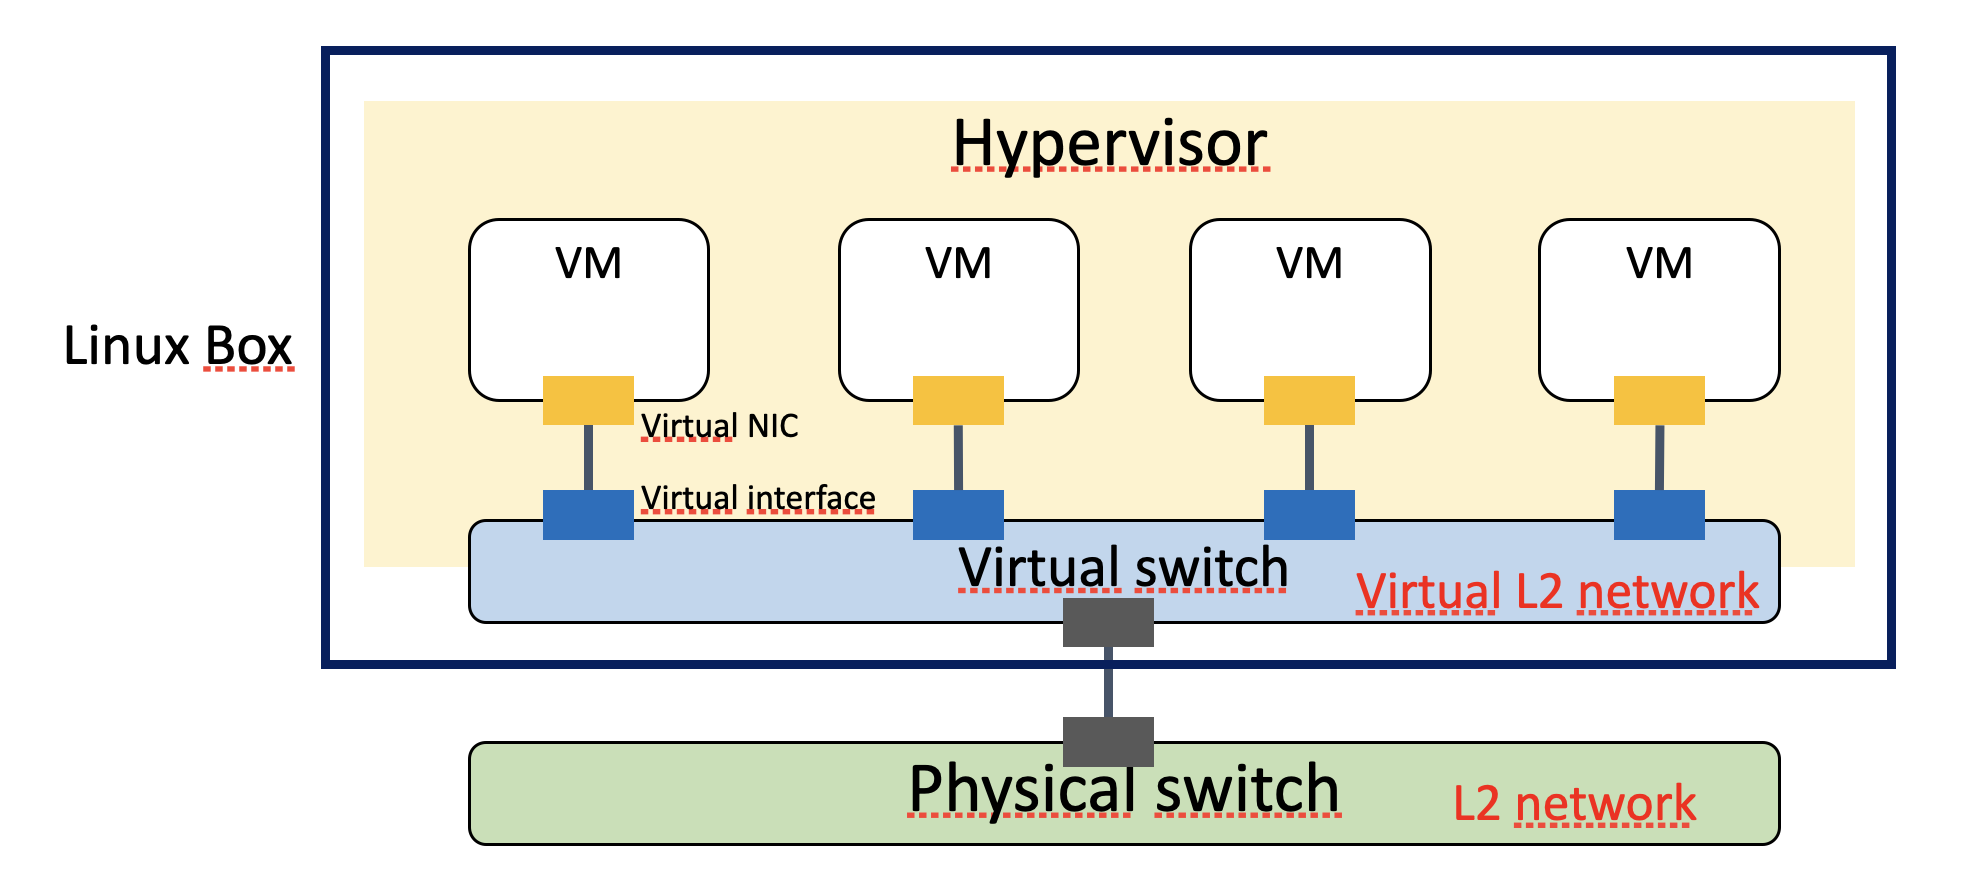 Hypervisor
VM
VM
VM
VM
Linux Box
Virtual NIC
Virtual interface
Virtual switch
Virtual L2 network
Physical switch
L2 network